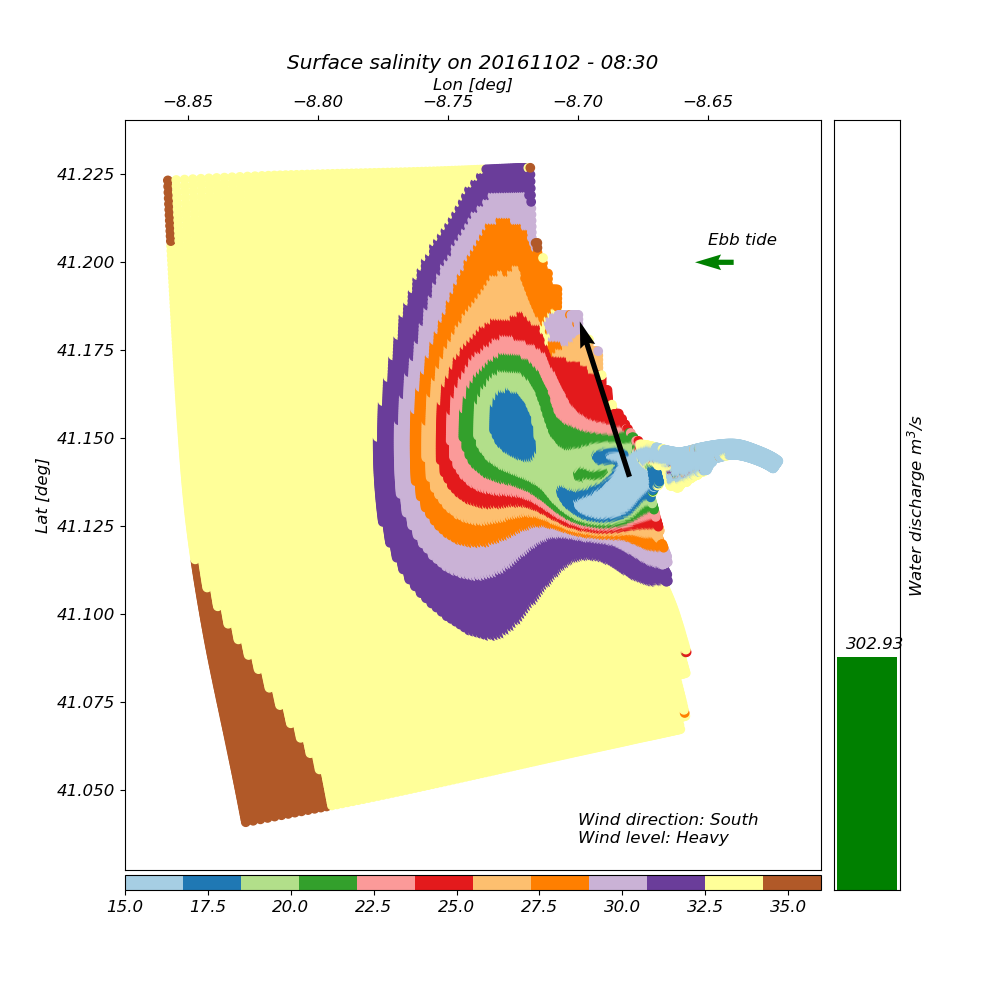 Surface salinity on 20161102 - 08:30
Lon [deg]
−8.85 −8.80 −8.75 −8.70 −8.65
41.225
41.200
41.175
41.150
41.125
41.100
41.075
41.050
Lat [deg]
Ebb tide
Wind direction: South
Wind level: Heavy
302.93
Water discharge m³/s
15.0 17.5 20.0 22.5 25.0 27.5 30.0 32.5 35.0